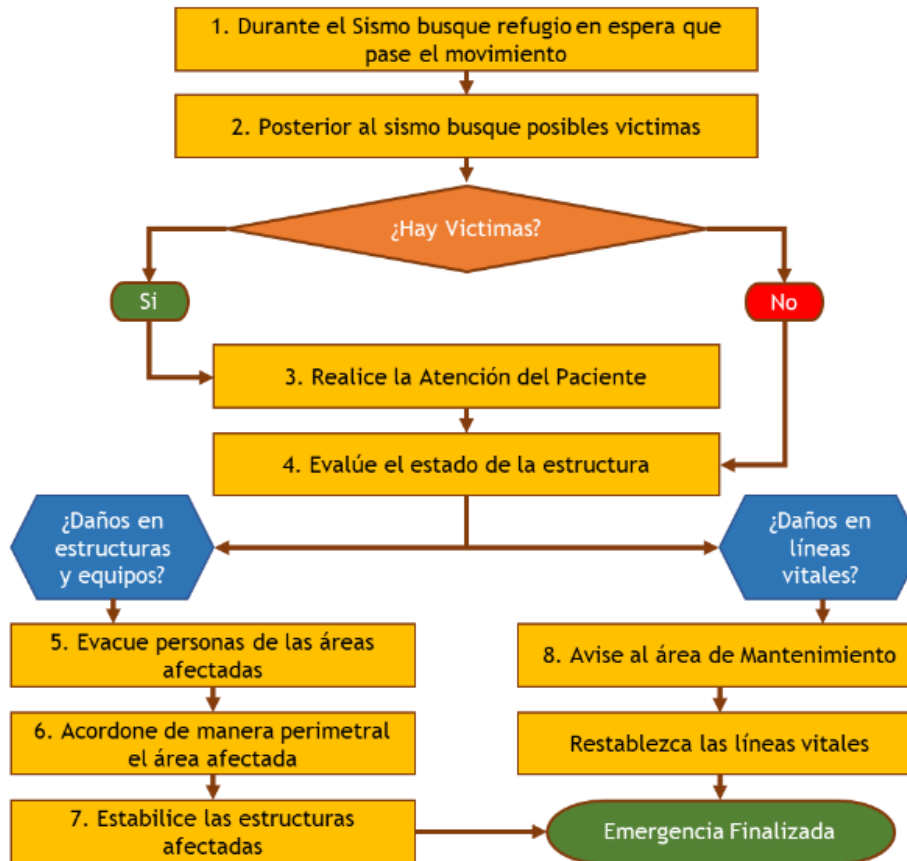 1. Durante el Sismo busque refugio en espera que
pase el movimiento
2. Posterior al sismo busque posibles victimas
¿Hay Victimas?
Si
No
3. Realice la Atención del Paciente
4. Evalúe el estado de la estructura
¿Daños en
estructuras
y equipos?
¿Daños en
líneas
vitales?
5. Evacue personas de las áreas
afectadas
8. Avise al área de Mantenimiento
6. Acordone de manera perimetral
el área afectada
Restablezca las líneas vitales
7. Estabilice las estructuras
afectadas
Emergencia Finalizada